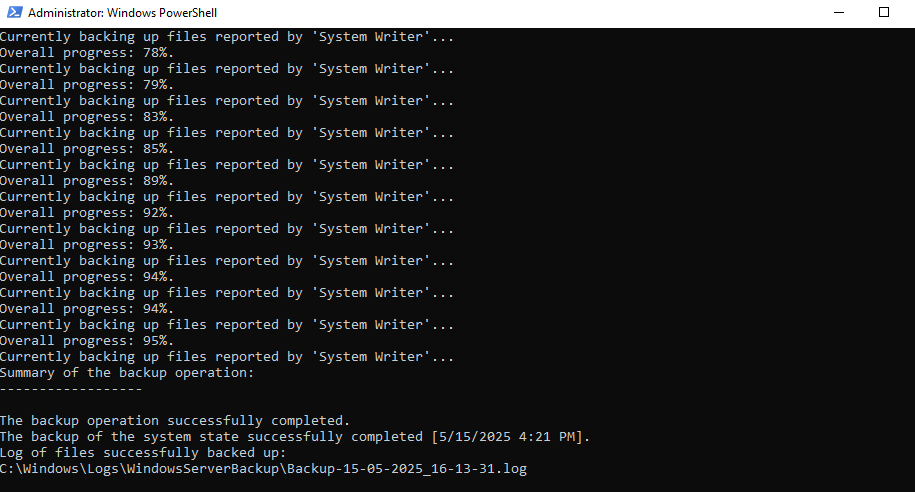 Administrator: Windows PowerShell
Currently backing up files reported by 'System Writer'...
Overall progress: 78%.
Currently backing up files reported by 'System Writer'...
Overall progress: 79%.
Currently backing up files reported by 'System Writer'...
Overall progress: 83%.
Currently backing up files reported by 'System Writer'...
Overall progress: 85%.
Currently backing up files reported by 'System Writer'...
Overall progress: 89%.
Currently backing up files reported by 'System Writer'...
Overall progress: 92%.
Currently backing up files reported by 'System Writer'...
Overall progress: 93%.
Currently backing up files reported by 'System Writer'...
Overall progress: 94%.
Currently backing up files reported by 'System Writer'...
Overall progress: 94%.
Currently backing up files reported by 'System Writer'...
Overall progress: 95%.
Currently backing up files reported by 'System Writer'...
Summary of the backup operation:
------------------
The backup operation successfully completed.
The backup of the system state successfully completed [5/15/2025 4:21 PM].
Log of files successfully backed up:
C:\Windows\Logs\WindowsServerBackup\Backup-15-05-2025_16-13-31.log